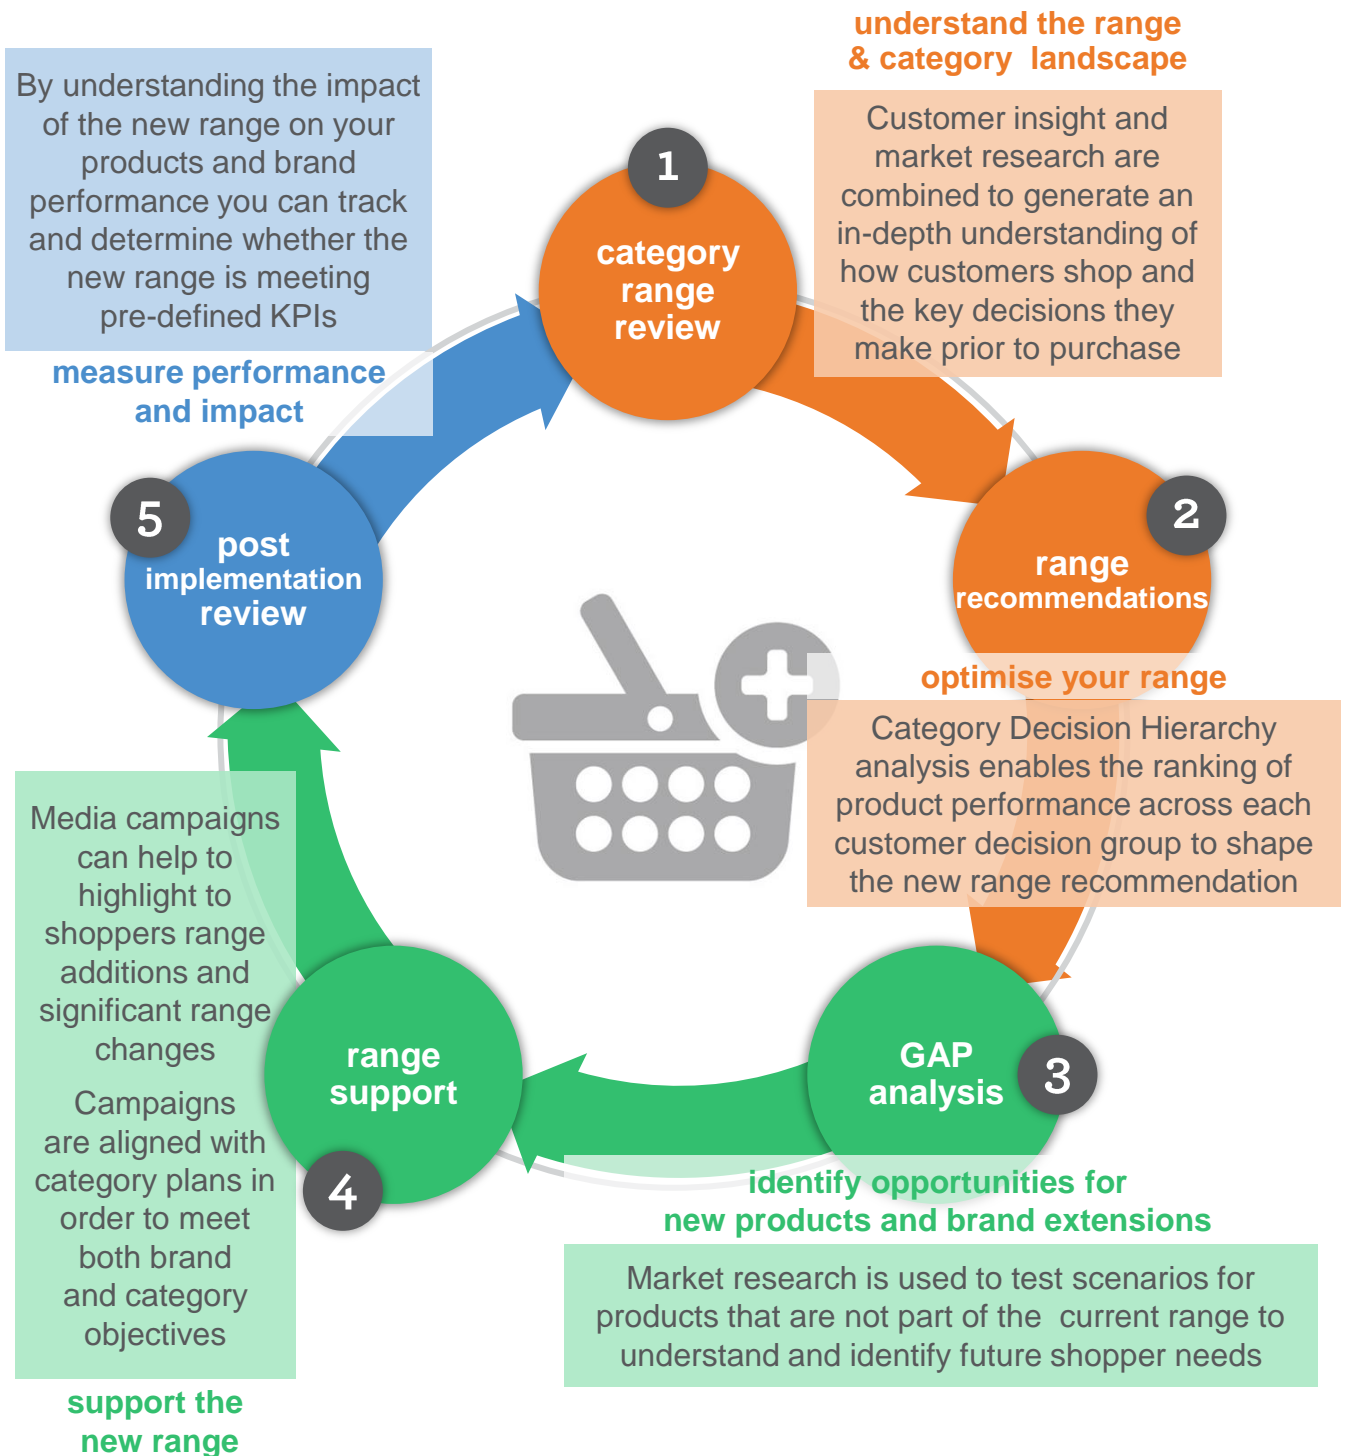 understand the range
& category landscape
Customer insight and
market research are
combined to generate an
in-depth understanding of
how customers shop and
the key decisions they
make prior to purchase
1
category
range
review
2
range
recommendations
optimise your range
Category Decision Hierarchy
analysis enables the ranking of
product performance across each
customer decision group to shape
the new range recommendation
GAP
analysis
3
identify opportunities for
new products and brand extensions
Market research is used to test scenarios for
products that are not part of the current range to
understand and identify future shopper needs
range
support
4
Media campaigns
can help to
highlight to
shoppers range
additions and
significant range
changes
Campaigns
are aligned with
category plans in
order to meet
both brand
and category
objectives
support the
new range
5
post
implementation
review
By understanding the impact
of the new range on your
products and brand
performance you can track
and determine whether the
new range is meeting
pre-defined KPIs
measure performance
and impact